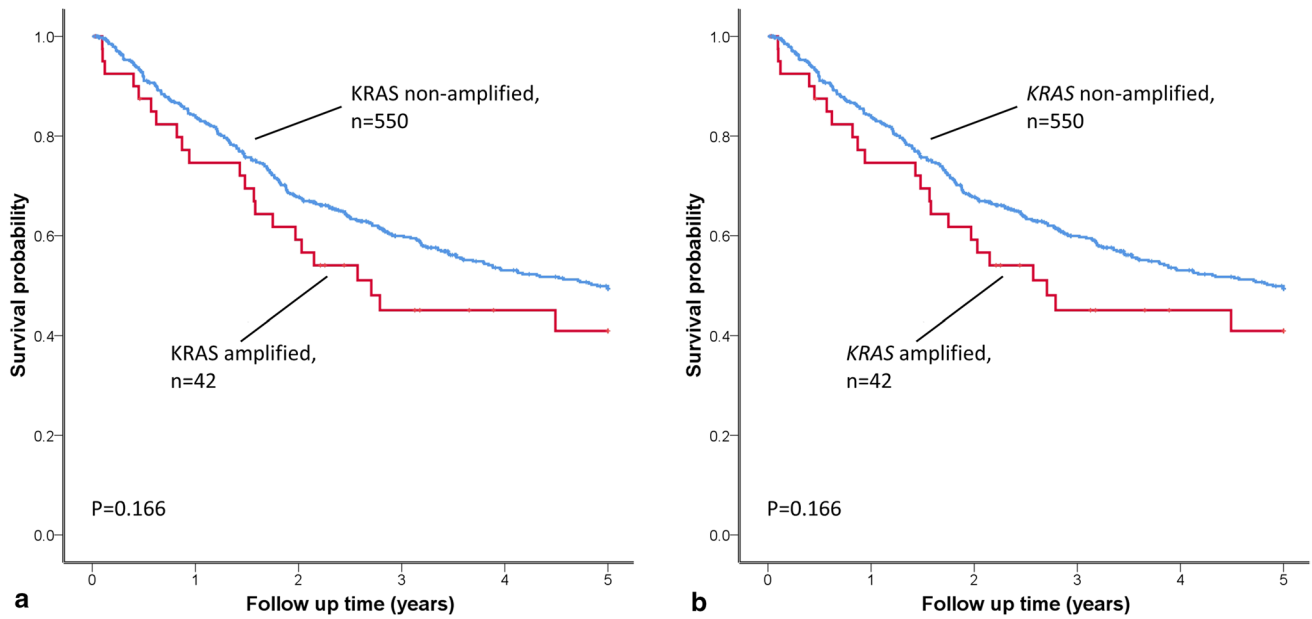 1.0
0.8
0.6
0.4
0.2
0.0
Survival probability
KRAS non-amplified,
n=550
KRAS amplified,
n=42
P=0.166
0 1 2 3 4 5
Follow up time (years)
a
1.0
0.8
0.6
0.4
0.2
0.0
Survival probability
KRAS non-amplified,
n=550
KRAS amplified,
n=42
P=0.166
0 1 2 3 4 5
Follow up time (years)
b